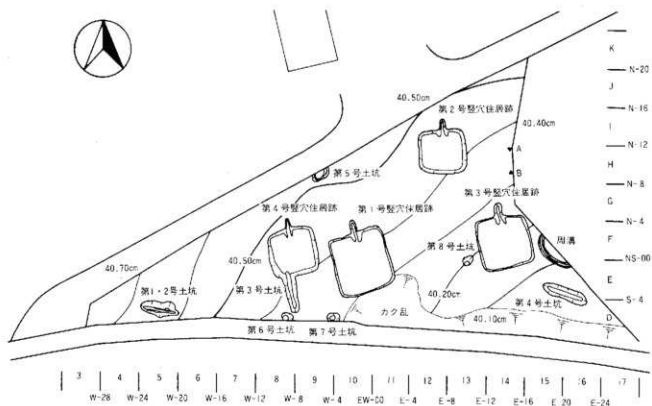 K
N-20
J
N-16
I
N-12
H
N-8
G
N-4
F
NS-00
E
S-4
D
40.50cm
第2号竪穴住居跡
40.40cm
A
B
第5号土坑
第3号竪穴住居跡
第4号竪穴住居跡
第1号竪穴住居跡
第8号土坑
周溝
40.50cm
40.70cm
第1・2号土坑
第3号土坑
40.20cm
第4号土坑
カク乱
40.10cm
第6号土坑
第7号土坑
3 4 5 6 7 8 9 10 11 12 13 14 15 16 17
W-28 W-24 W-20 W-16 W-12 W-8 W-4 EW-00 E-4 E-8 E-12 E-16 E-20 E-24